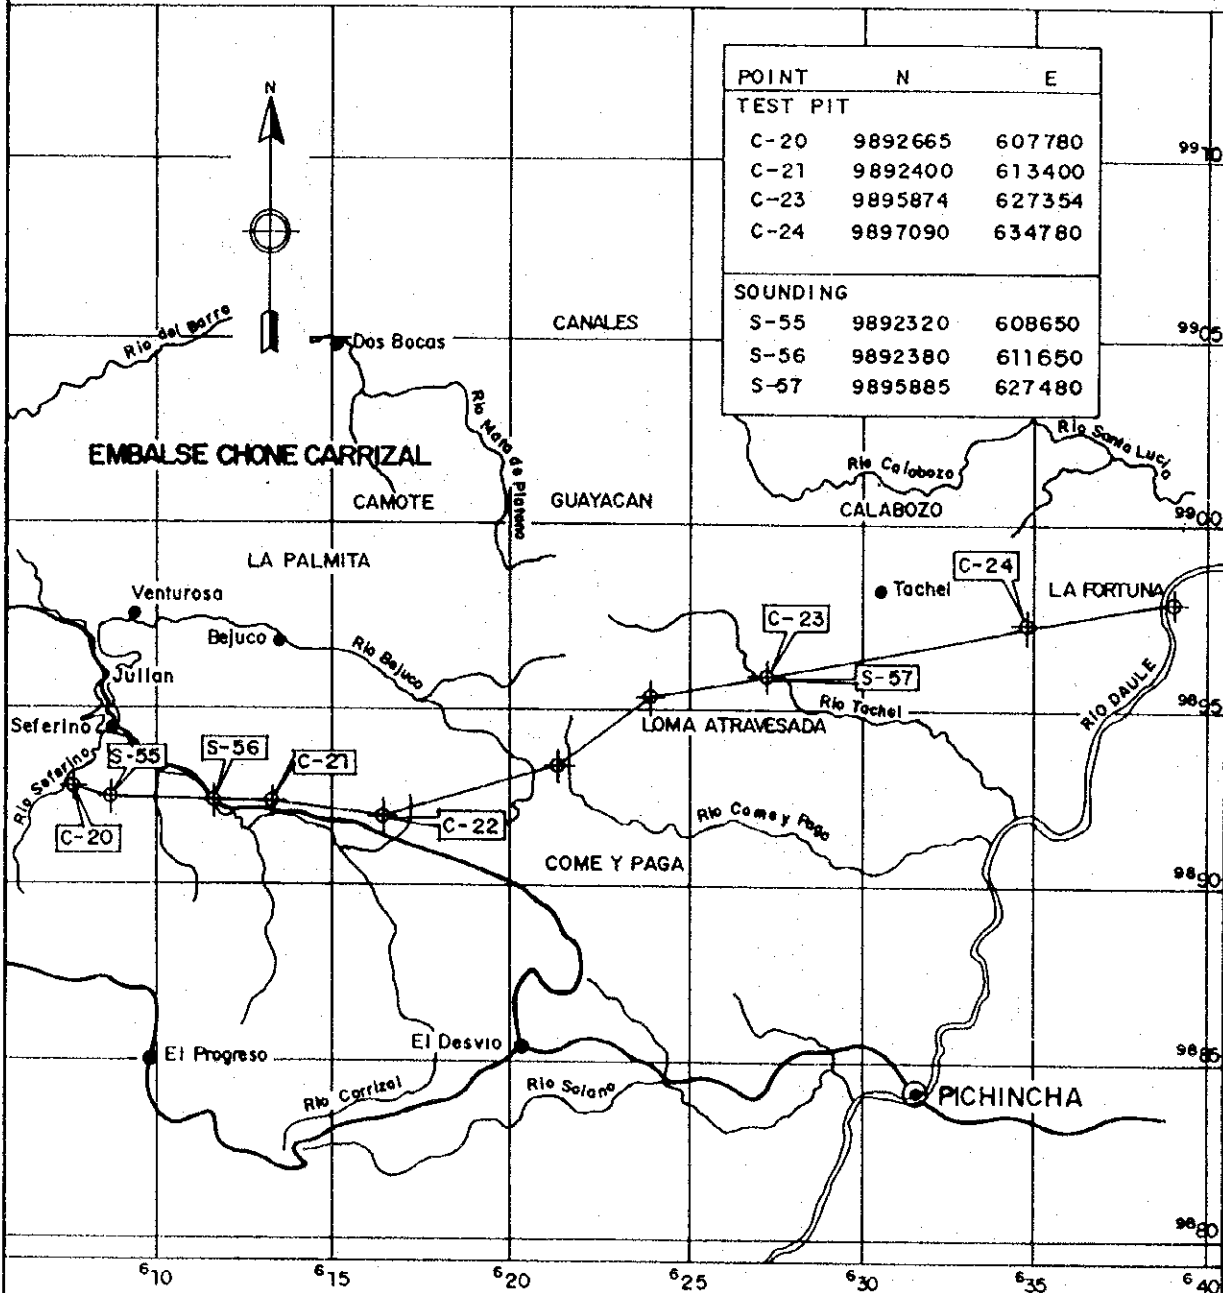 N
POINT N E
TEST PIT
C-20 9892665 607780
C-21 9892400 613400
C-23 9895874 627354
C-24 9897090 634780
SOUNDING
S-55 9892320 608650
S-56 9892380 611650
S-57 9895885 627480
9910
Rio del Barro
Dos Bocas
CANALES
9905
Rio Mata de Platano
Rio Santa Lucia
EMBALSE CHONE CARRIZAL
Rio Calabozo
CAMOTE
GUAYACAN
CALABOZO
9900
LA PALMITA
C-24
Venturosa
Tachel
LA FORTUNA
C-23
Bejuco
Rio Bejuco
Julian
S-57
RIO DAULE
Rio Tachel
Seferino
LOMA ATRAVESADA
9895
Rio Seferino
S-55
S-56
C-21
C-20
C-22
Rio Come y Paga
COME Y PAGA
9890
El Progreso
El Desvio
9885
Rio Carrizal
Rio Solano
PICHINCHA
9880
610 615 620 625 630 635 640